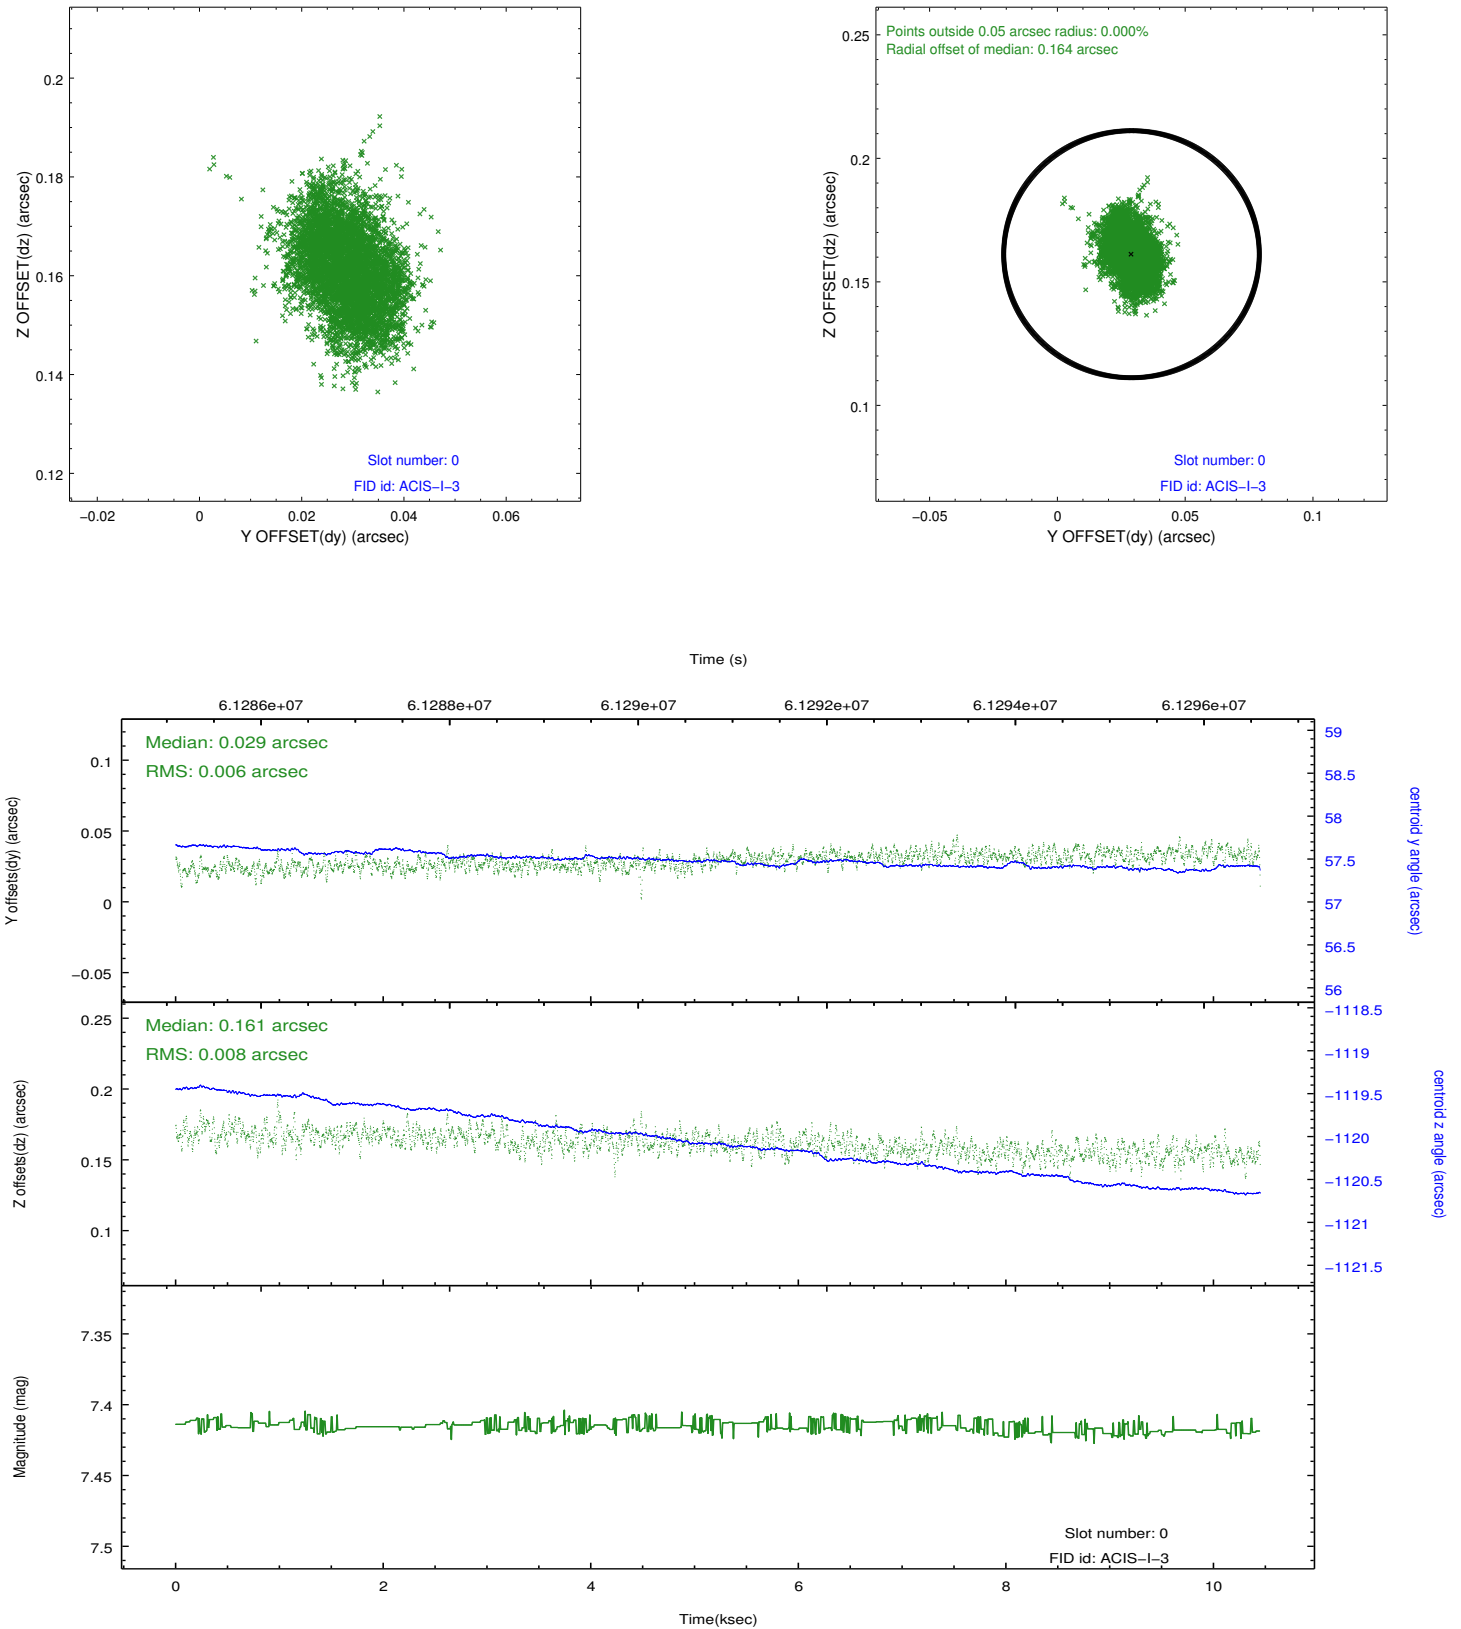 0.2
0.18
0.16
0.14
0.12
Z OFFSET(dz) (arcsec)
Slot number: 0
FID id: ACIS−I−3
−0.02 0 0.02 0.04 0.06
Y OFFSET(dy) (arcsec)
Points outside 0.05 arcsec radius: 0.000%
Radial offset of median: 0.164 arcsec
0.25
0.2
0.15
0.1
Z OFFSET(dz) (arcsec)
Slot number: 0
FID id: ACIS−I−3
−0.05 0 0.05 0.1
Y OFFSET(dy) (arcsec)
Time (s)
6.1286e+07 6.1288e+07 6.129e+07 6.1292e+07 6.1294e+07 6.1296e+07
Median: 0.029 arcsec
RMS: 0.006 arcsec
0.1
0.05
0
−0.05
Y offsets(dy) (arcsec)
59
58.5
58
57.5
57
56.5
56
centroid y angle (arcsec)
Median: 0.161 arcsec
RMS: 0.008 arcsec
0.25
0.2
0.15
0.1
Z offsets(dz) (arcsec)
−1118.5
−1119
−1119.5
−1120
−1120.5
−1121
−1121.5
centroid z angle (arcsec)
7.35
7.4
7.45
7.5
Magnitude (mag)
Slot number: 0
FID id: ACIS−I−3
0 2 4 6 8 10
Time(ksec)